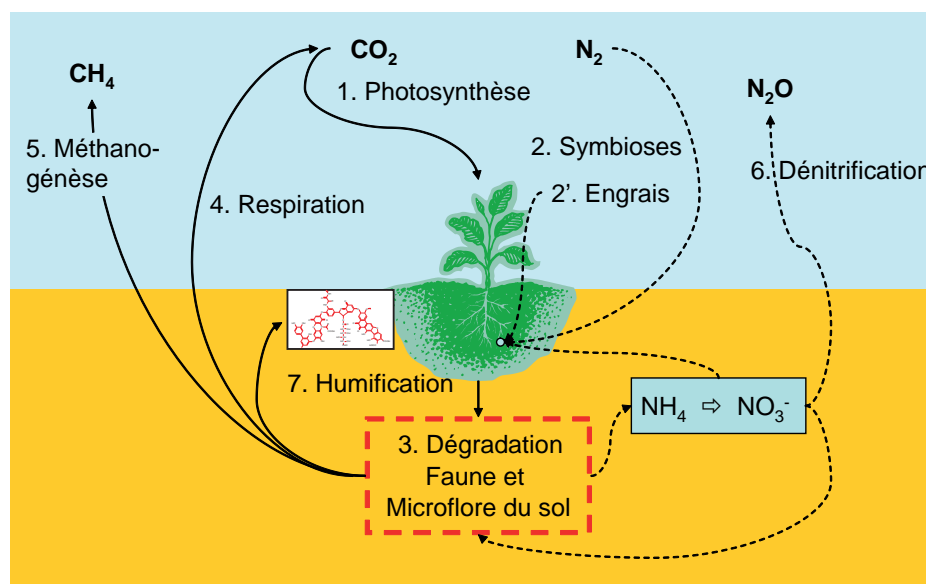 CO₂
N₂
CH₄
N₂O
1. Photosynthèse
5. Méthano-
génèse
2. Symbioses
6. Dénitrification
2'. Engrais
4. Respiration
7. Humification
NH₄ ⇨ NO₃⁻
3. Dégradation
Faune et
Microflore du sol